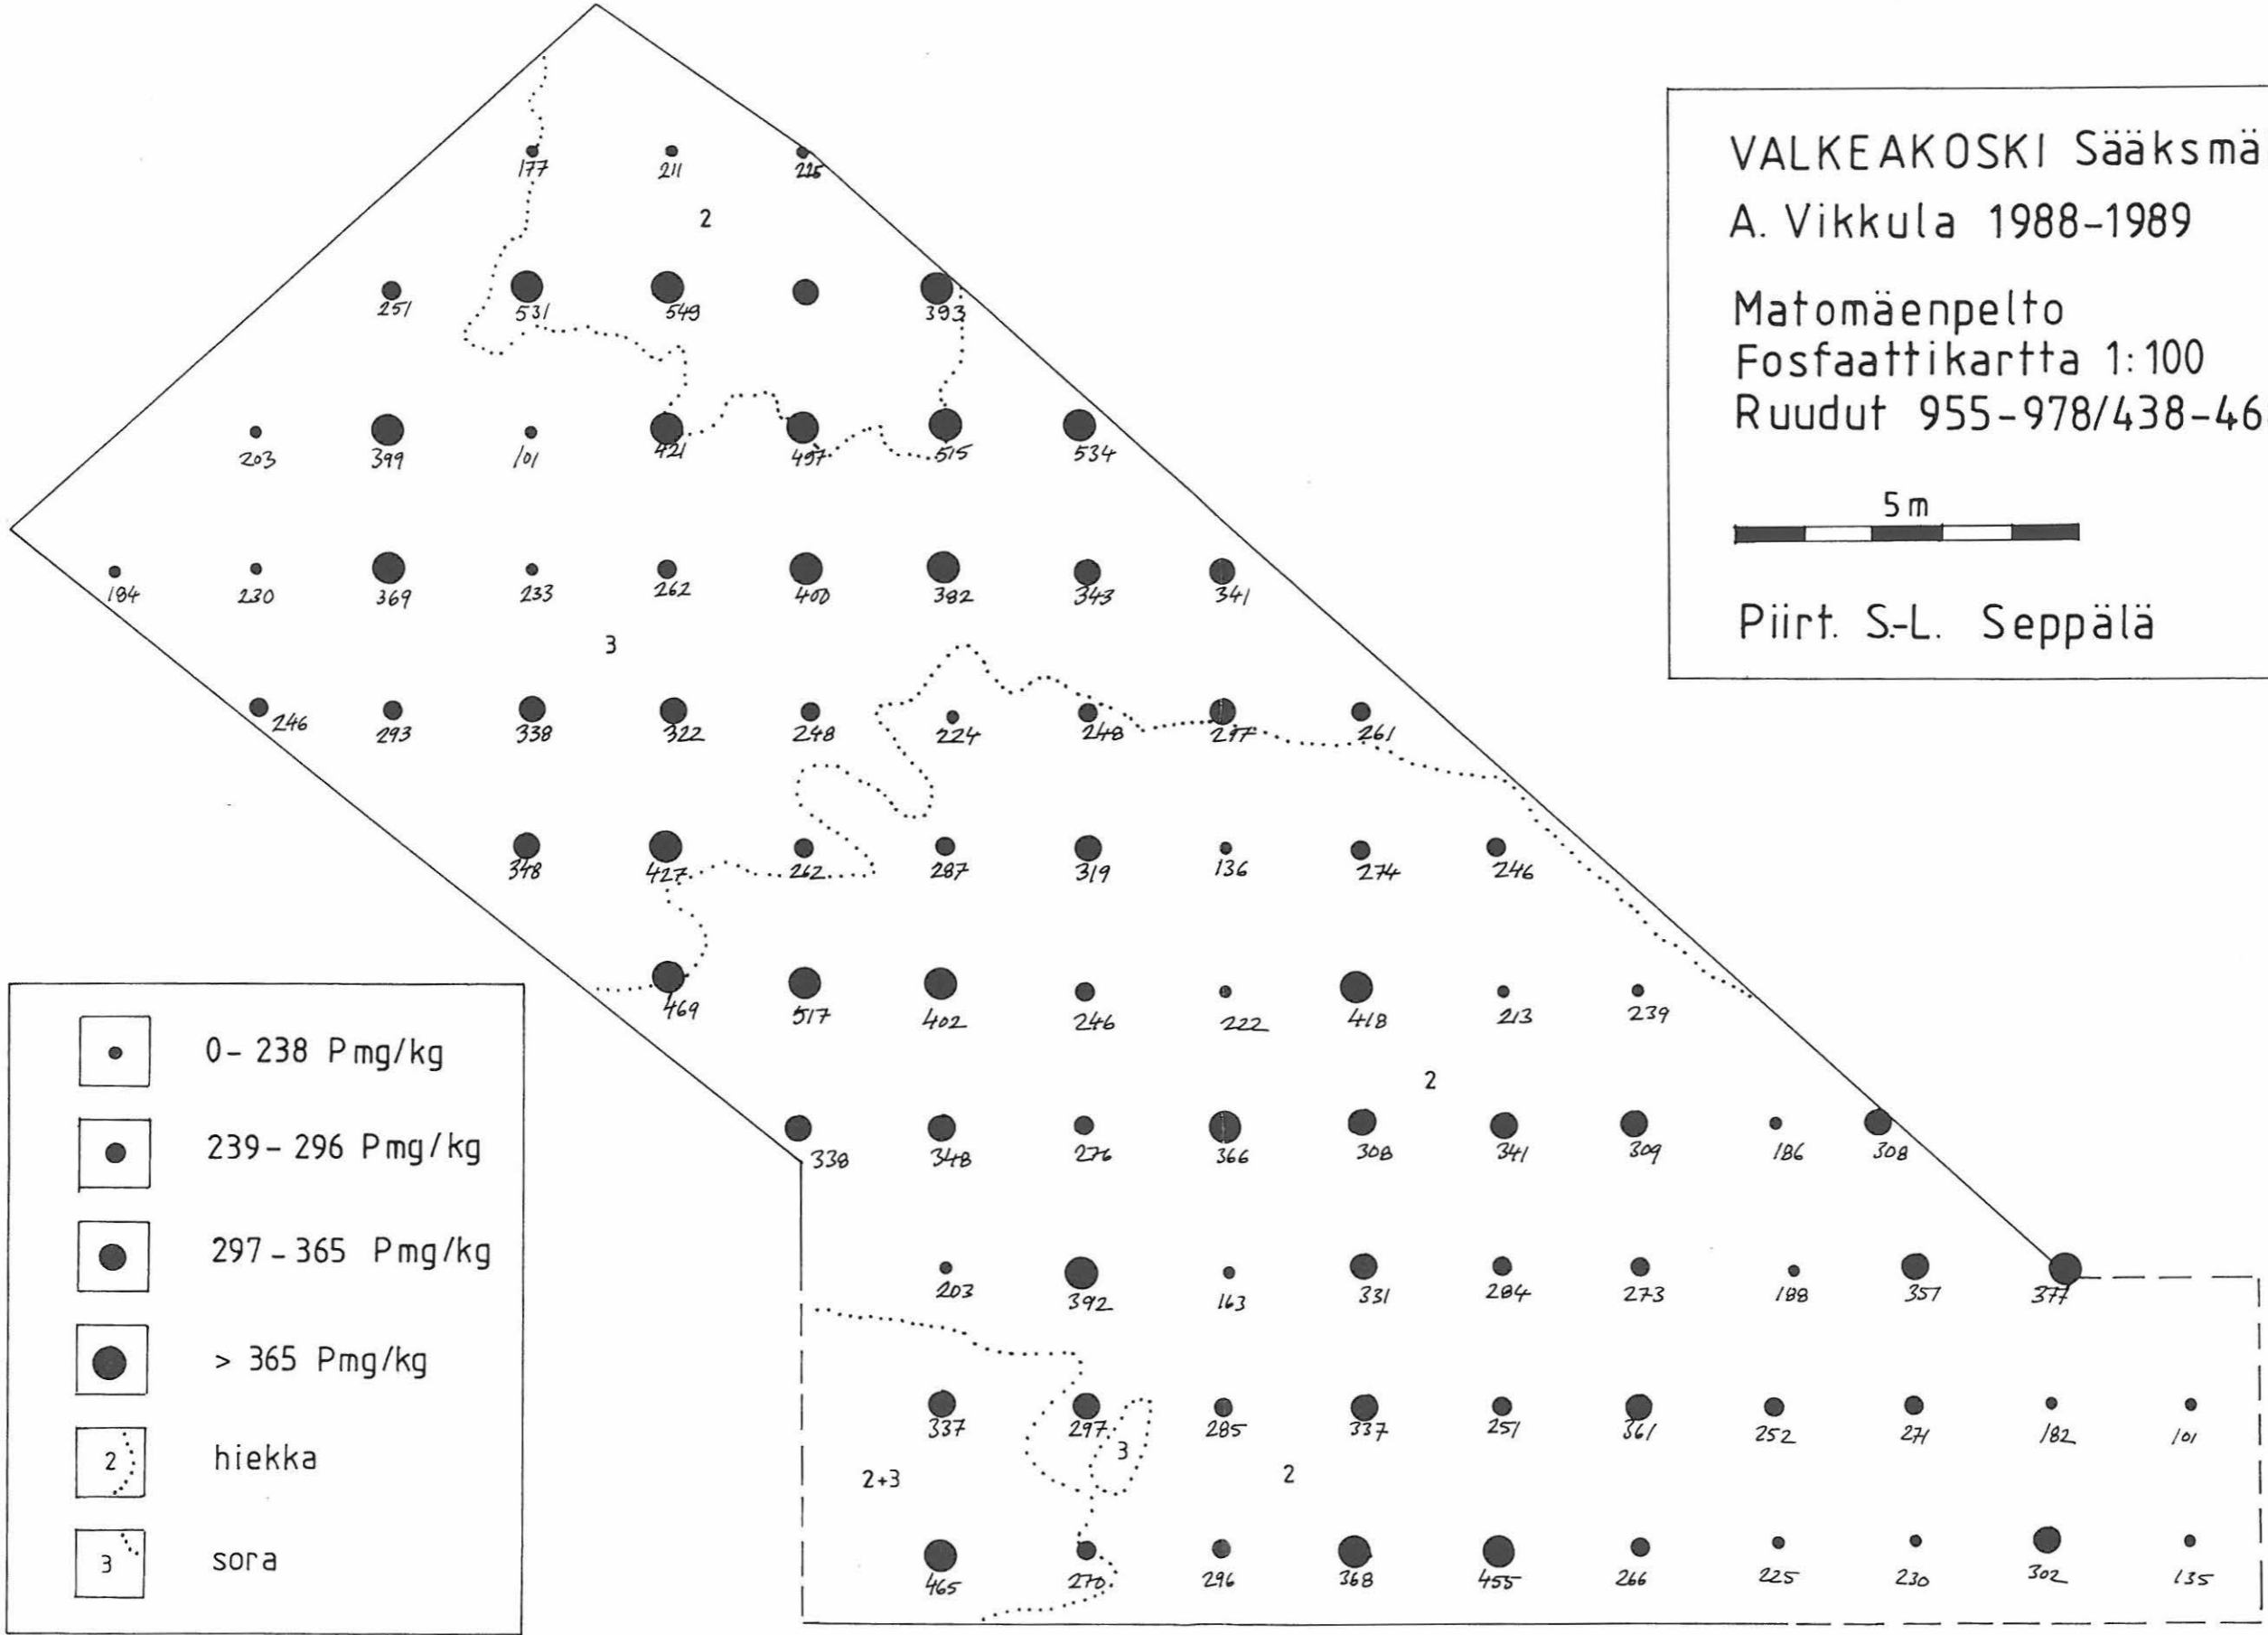 177 211 225
2
251 531 549 393
203 399 101 421 497 515 534
184 230 369 233 262 400 382 343 341
3
246 293 338 322 248 224 248 297 261
348 427 262 287 319 136 274 246
469 517 402 246 222 418 213 239
2
338 348 276 366 308 341 309 186 308
203 392 163 331 284 273 188 357 377
337 297 285 337 251 361 252 271 182 101
3
2+3 2
465 270 296 368 455 266 225 230 302 135
VALKEAKOSKI Sääksmä
A. Vikkula 1988-1989
Matomäenpelto
Fosfaattikartta 1:100
Ruudut 955-978/438-46
5m
Piirt. S.-L. Seppälä
0-238 Pmg/kg
239-296 Pmg/kg
297-365 Pmg/kg
> 365 Pmg/kg
2 hiekka
3 sora